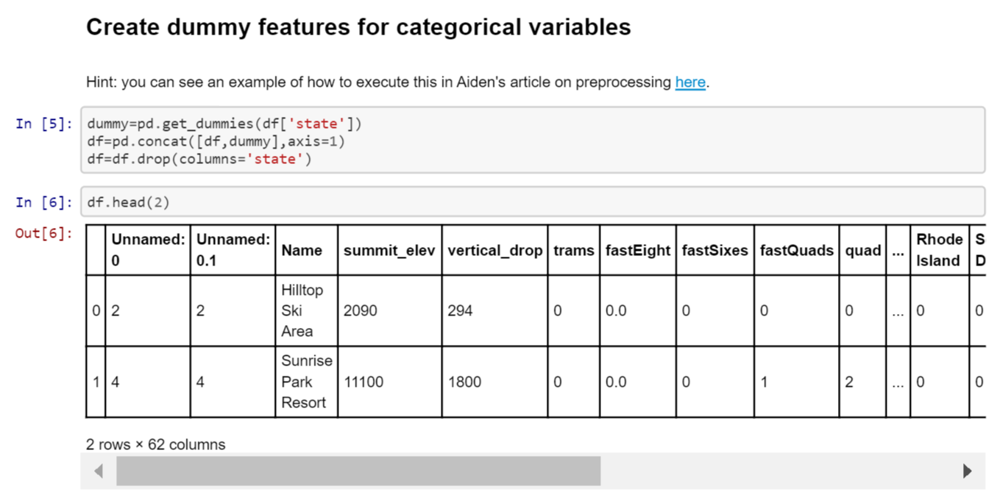 Create dummy features for categorical variables
Hint: you can see an example of how to execute this in Aiden's article on preprocessing here.
In [5]: dummy=pd.get_dummies(df['state'])
df=pd.concat([df,dummy],axis=1)
df=df.drop(columns='state')
In [6]: df.head(2)
Out[6]:
Unnamed: 0 Unnamed: 0.1 Name summit_elev vertical_drop trams fastEight fastSixes fastQuads quad ... Rhode Island S D
0 2 2 Hilltop Ski Area 2090 294 0 0.0 0 0 0 ... 0 0
1 4 4 Sunrise Park Resort 11100 1800 0 0.0 0 1 2 ... 0 0
2 rows × 62 columns